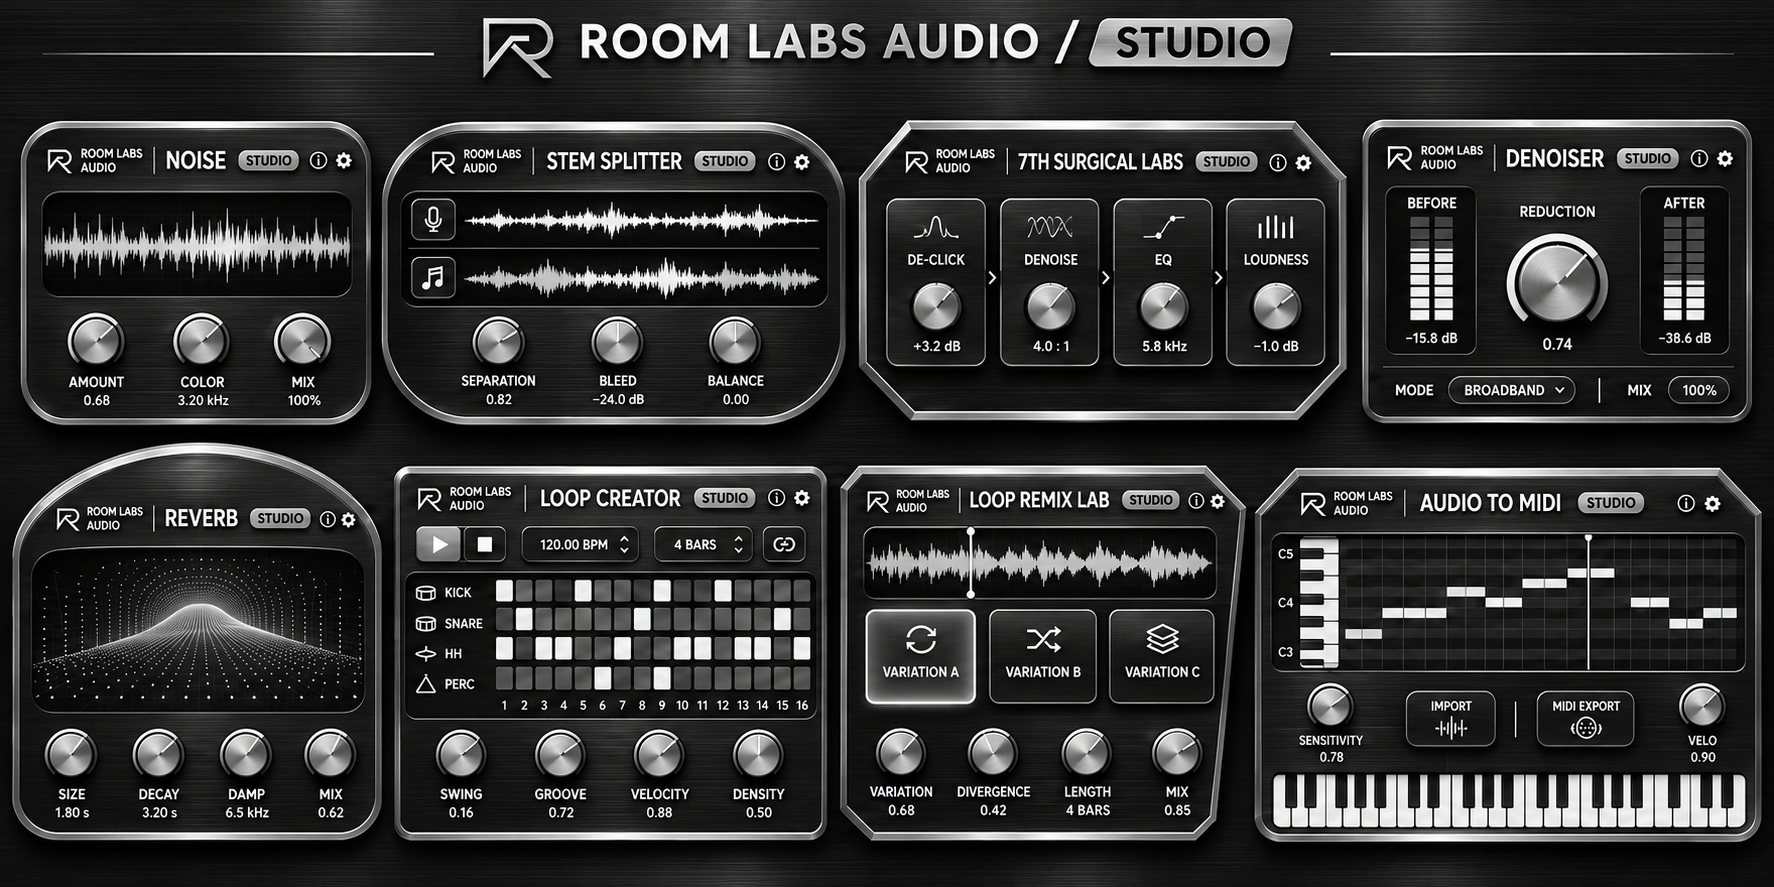 ROOM LABS AUDIO / STUDIO
ROOM LABS
AUDIO
NOISE STUDIO
AMOUNT COLOR MIX
0.68 3.20 kHz 100%
ROOM LABS
AUDIO
STEM SPLITTER STUDIO
SEPARATION BLEED BALANCE
0.82 −24.0 dB 0.00
ROOM LABS
AUDIO
7TH SURGICAL LABS STUDIO
DE-CLICK DENOISE EQ LOUDNESS
+3.2 dB 4.0 : 1 5.8 kHz −1.0 dB
ROOM LABS
AUDIO
DENOISER STUDIO
BEFORE REDUCTION AFTER
−15.8 dB 0.74 −38.6 dB
MODE BROADBAND MIX 100%
ROOM LABS
AUDIO
REVERB STUDIO
SIZE DECAY DAMP MIX
1.80 s 3.20 s 6.5 kHz 0.62
ROOM LABS
AUDIO
LOOP CREATOR STUDIO
120.00 BPM 4 BARS
KICK
SNARE
HH
PERC
1 2 3 4 5 6 7 8 9 10 11 12 13 14 15 16
SWING GROOVE VELOCITY DENSITY
0.16 0.72 0.88 0.50
ROOM LABS
AUDIO
LOOP REMIX LAB STUDIO
VARIATION A VARIATION B VARIATION C
VARIATION DIVERGENCE LENGTH MIX
0.68 0.42 4 BARS 0.85
ROOM LABS
AUDIO
AUDIO TO MIDI STUDIO
C5
C4
C3
IMPORT MIDI EXPORT
SENSITIVITY VELO
0.78 0.90